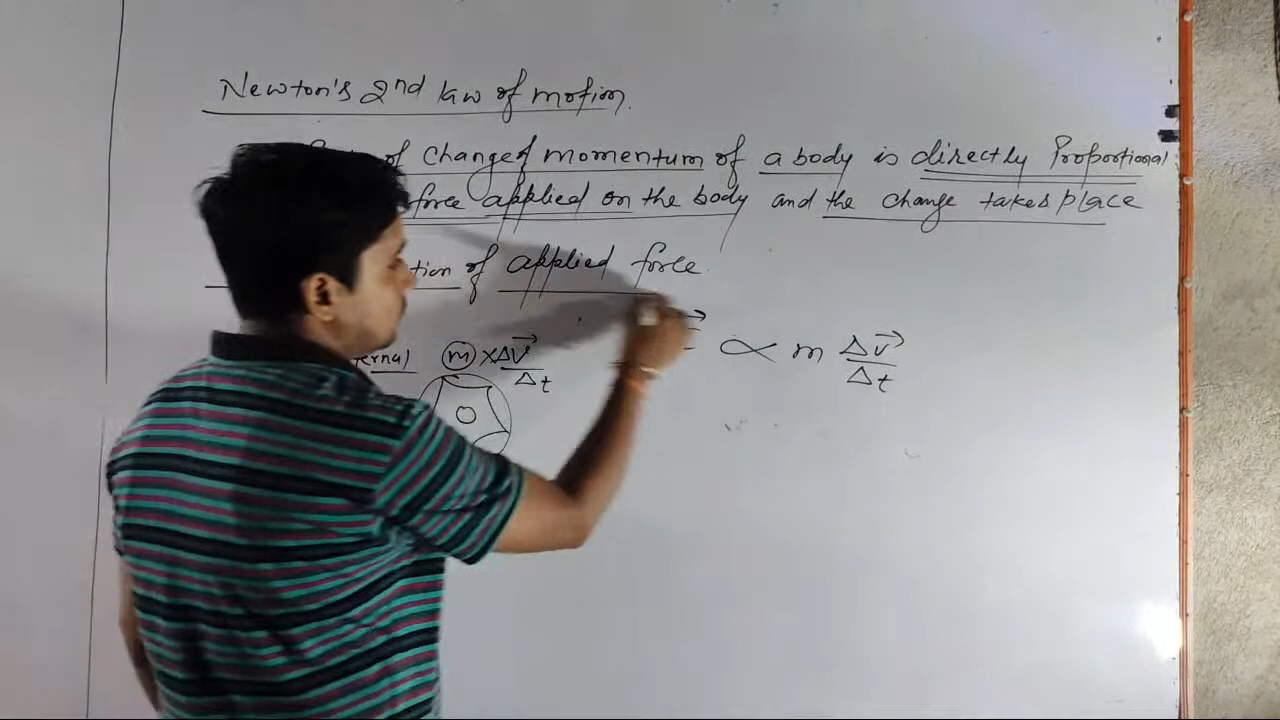 Newton's 2nd law of motion.
of change of momentum of a body is directly Proportional
force applied on the body and the change takes place
tion of applied force.
ernal m × Δv⃗/Δt ∝ m Δv⃗/Δt